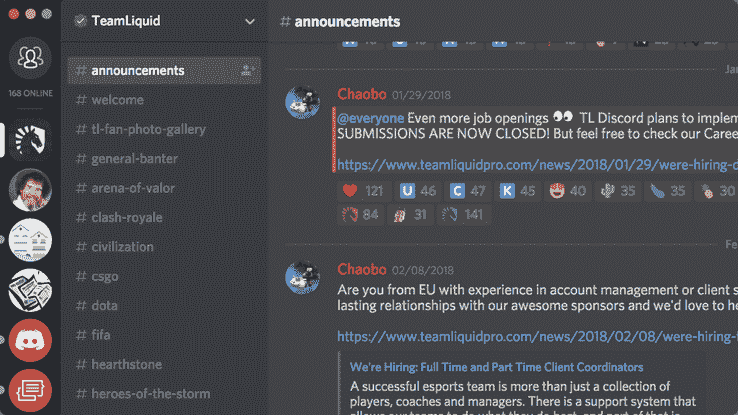 TeamLiquid
# announcements
168 ONLINE
# announcements
# welcome
# tl-fan-photo-gallery
# general-banter
# arena-of-valor
# clash-royale
# civilization
# csgo
# dota
# fifa
# hearthstone
# heroes-of-the-storm
Ja
Chaobo 01/29/2018
@everyone Even more job openings 👀 TL Discord plans to implem
SUBMISSIONS ARE NOW CLOSED! But feel free to check our Caree
https://www.teamliquidpro.com/news/2018/01/29/were-hiring-d
121 U 46 C 47 K 45 40 35 35 30
84 31 141
Fe
Chaobo 02/08/2018
Are you from EU with experience in account management or client s
lasting relationships with our awesome sponsors and we'd love to he
https://www.teamliquidpro.com/news/2018/02/08/were-hiring-
We're Hiring: Full Time and Part Time Client Coordinators
A successful esports team is more than just a collection of
players, coaches and managers. There is a support system that